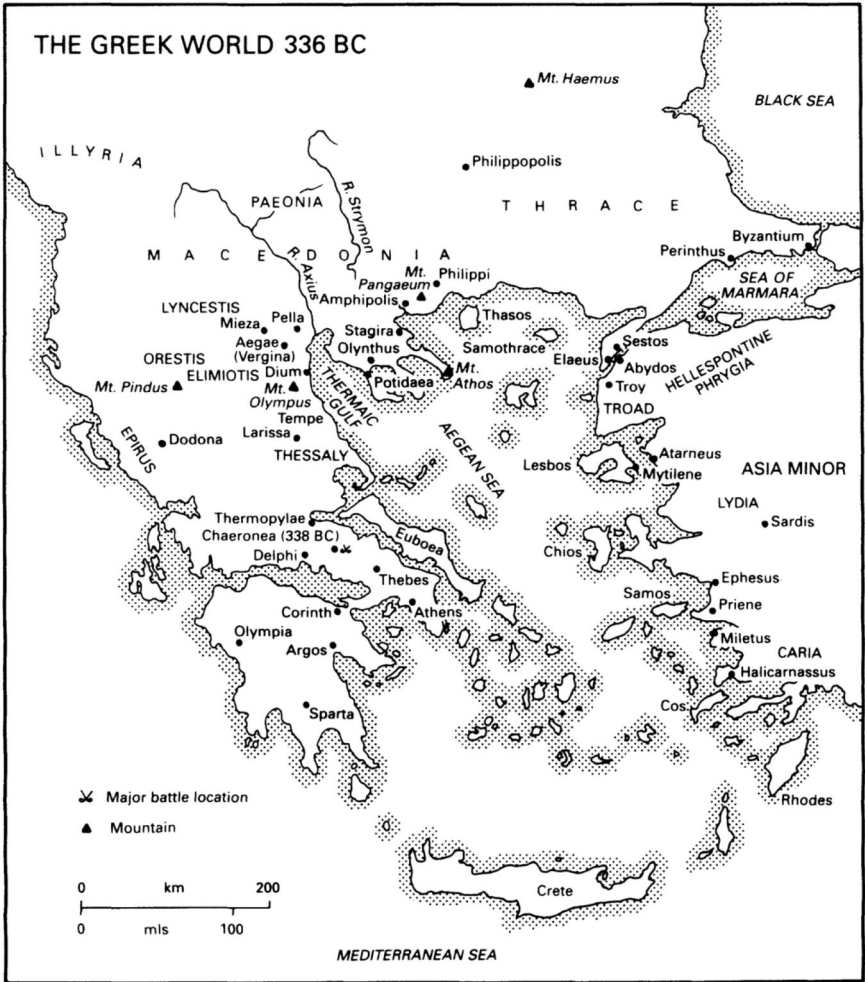 THE GREEK WORLD 336 BC
Mt. Haemus
BLACK SEA
ILLYRIA
Philippopolis
PAEONIA
R. Strymon
THRACE
Byzantium
Perinthus
MACEDONIA
R. Axius
Mt.
Pangaeum
Philippi
SEA OF
MARMARA
Amphipolis
LYNCESTIS
Thasos
Mieza
Pella
Stagira
Samothrace
Sestos
Aegae
(Vergina)
Olynthus
Elaeus
Abydos
HELLESPONTINE
PHRYGIA
ORESTIS
ELIMIOTIS
Dium
Potidaea
Mt.
Athos
Troy
Mt. Pindus
Mt.
Olympus
THERMAIC
GULF
TROAD
Tempe
EPIRUS
Dodona
Larissa
THESSALY
AEGEAN SEA
Atarneus
Lesbos
Mytilene
ASIA MINOR
LYDIA
Sardis
Thermopylae
Chaeronea (338 BC)
Euboea
Delphi
Chios
Thebes
Ephesus
Samos
Corinth
Athens
Priene
Olympia
Miletus
Argos
CARIA
Halicarnassus
Cos
Sparta
Rhodes
Major battle location
Mountain
0 km 200
0 mls 100
Crete
MEDITERRANEAN SEA